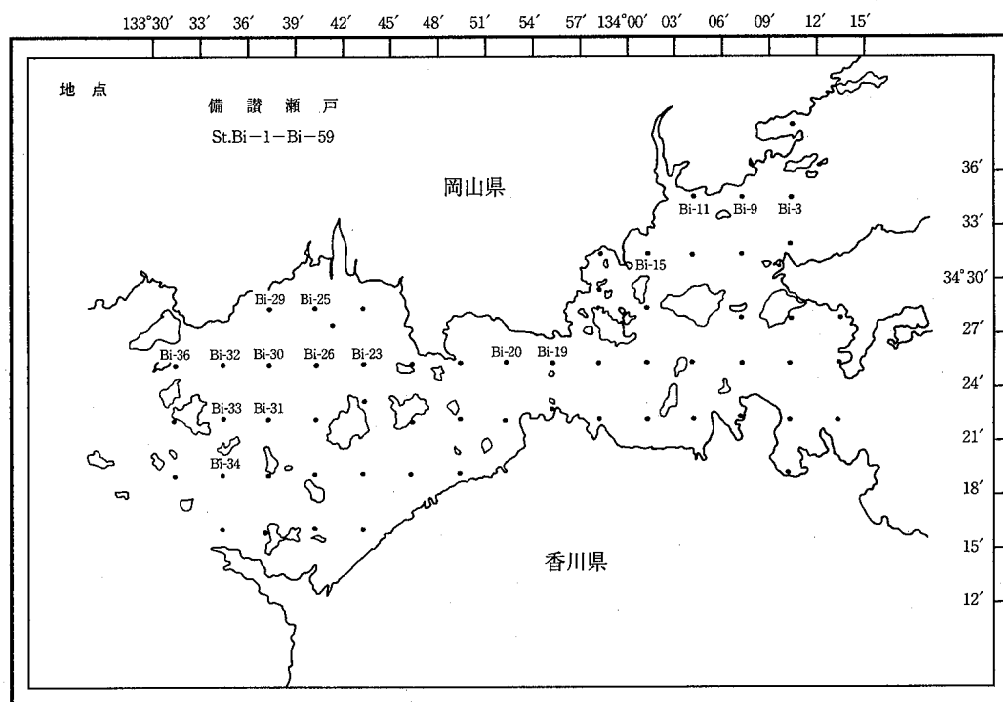 133°30′ 33′ 36′ 39′ 42′ 45′ 48′ 51′ 54′ 57′ 134°00′ 03′ 06′ 09′ 12′ 15′
地 点
備 讃 瀬 戸
St.Bi－1－Bi－59
36′
岡山県
Bi-11 Bi-9 Bi-3
33′
Bi-15
34°30′
Bi-29 Bi-25
27′
Bi-36 Bi-32 Bi-30 Bi-26 Bi-23 Bi-20 Bi-19
24′
Bi-33 Bi-31
21′
Bi-34
18′
15′
香川県
12′